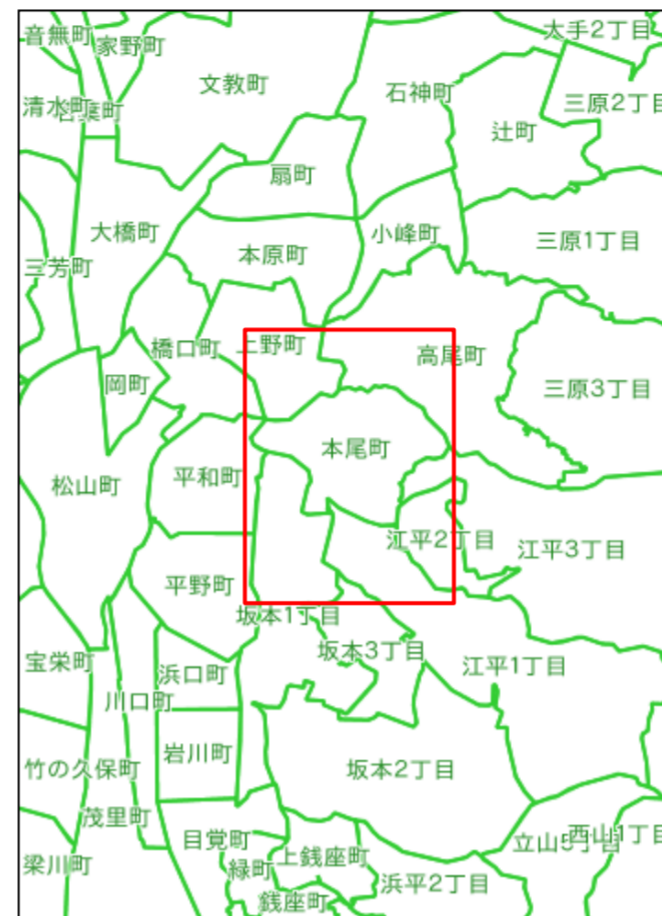 音無町
家野町
大手2丁目
文教町
石神町
清水町
三原2丁目
辻町
扇町
大橋町
小峰町
三原1丁目
本原町
三芳町
橋口町
上野町
高尾町
岡町
三原3丁目
本尾町
平和町
松山町
江平2丁目
江平3丁目
平野町
坂本1丁目
坂本3丁目
宝栄町
浜口町
江平1丁目
川口町
岩川町
竹の久保町
坂本2丁目
茂里町
目覚町
立山5丁目
西山1丁目
上銭座町
梁川町
緑町
浜平2丁目
銭座町